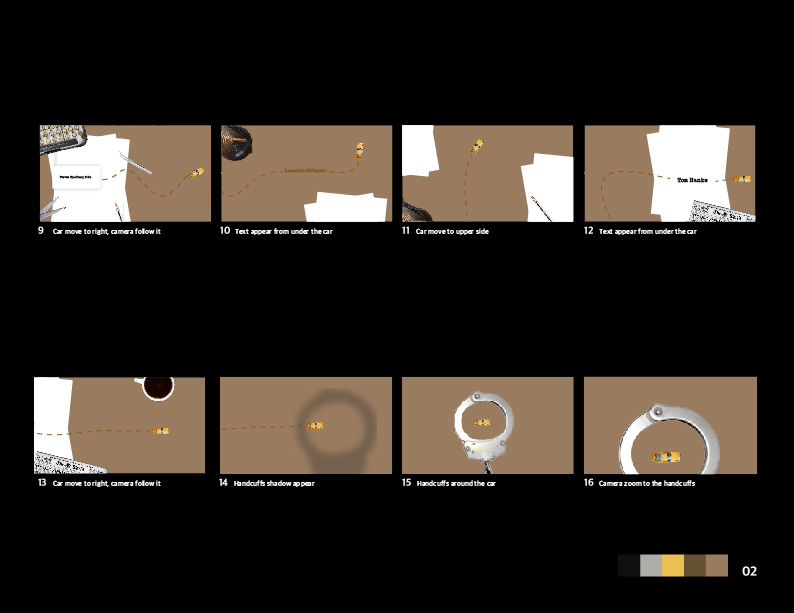 Tom Hanks
9 Car move to right, camera follow it
10 Text appear from under the car
11 Car move to upper side
12 Text appear from under the car
13 Car move to right, camera follow it
14 Handcuffs shadow appear
15 Handcuffs around the car
16 Camera zoom to the handcuffs
02